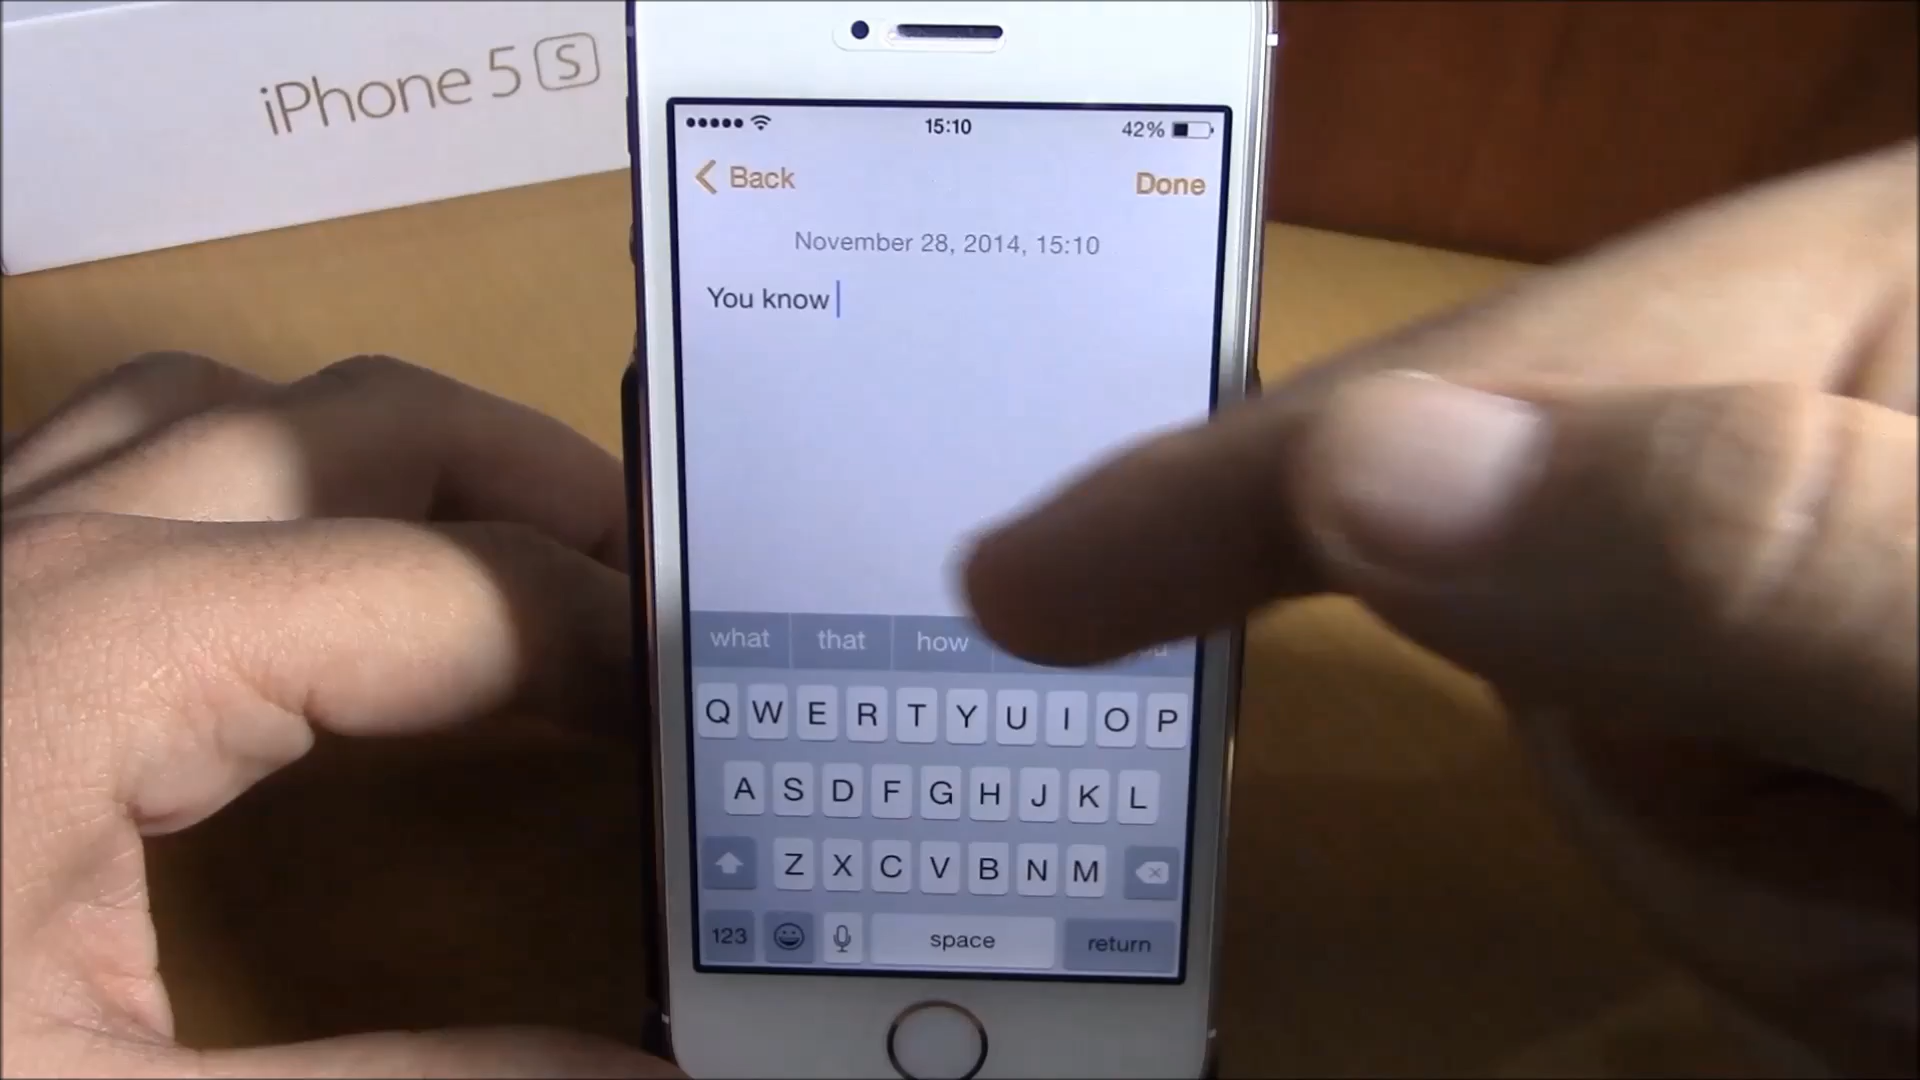 iPhone 5 S
15:10
42%
Back
Done
November 28, 2014, 15:10
You know
what that how
Q W E R T Y U I O P
A S D F G H J K L
Z X C V B N M
123 space return